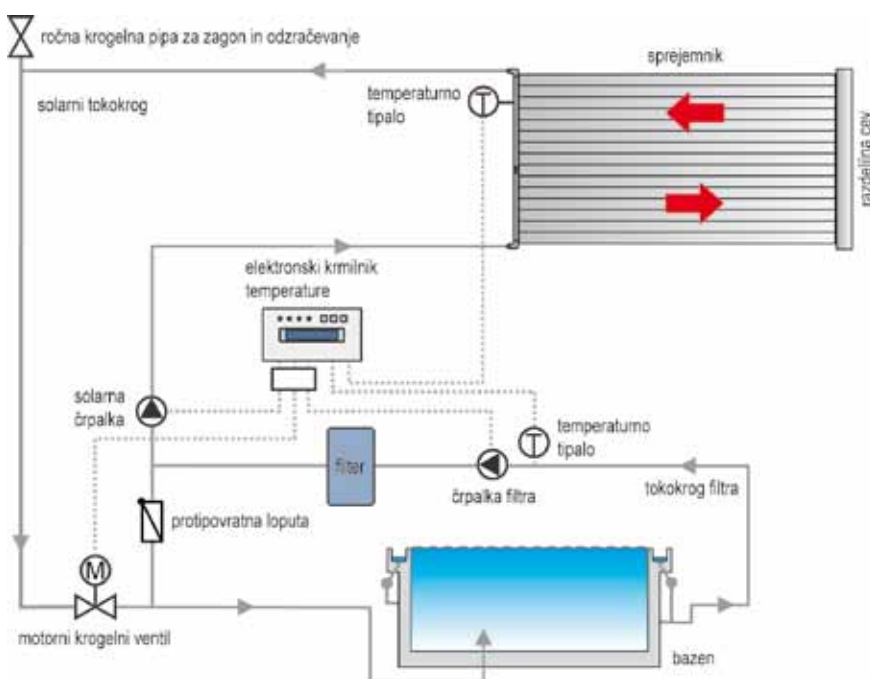 ročna krogelna pipa za zagon in odzračevanje
sprejemnik
solarni tokokrog
temperaturno
tipalo
T
razdelilna cev
elektronski krmilnik
temperature
solarna
črpalka
filter
T
temperaturno
tipalo
črpalka filtra
tokokrog filtra
protipovratna loputa
M
motorni krogelni ventil
bazen